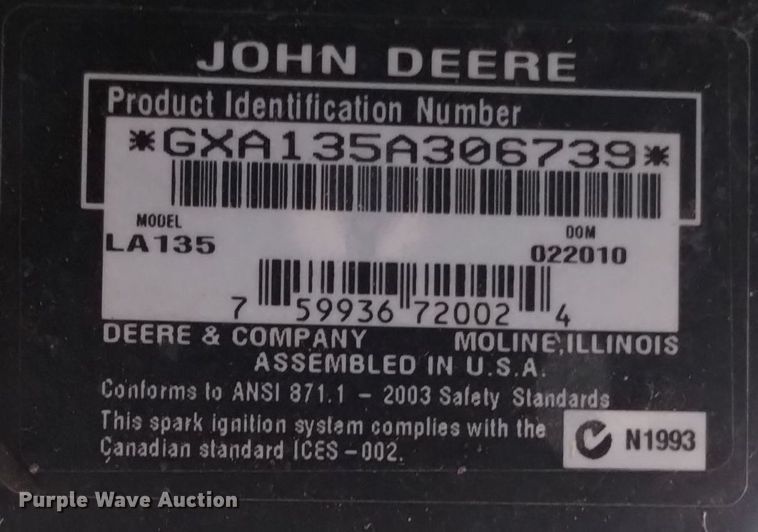 JOHN DEERE
Product Identification Number
*GXA135A306739*
MODEL
DOM
LA135
022010
7 59936 72002 4
DEERE & COMPANY MOLINE, ILLINOIS
ASSEMBLED IN U.S.A.
Conforms to ANSI 871.1 - 2003 Safety Standards
This spark ignition system complies with the
Canadian standard ICES-002.
N1993
Purple Wave Auction